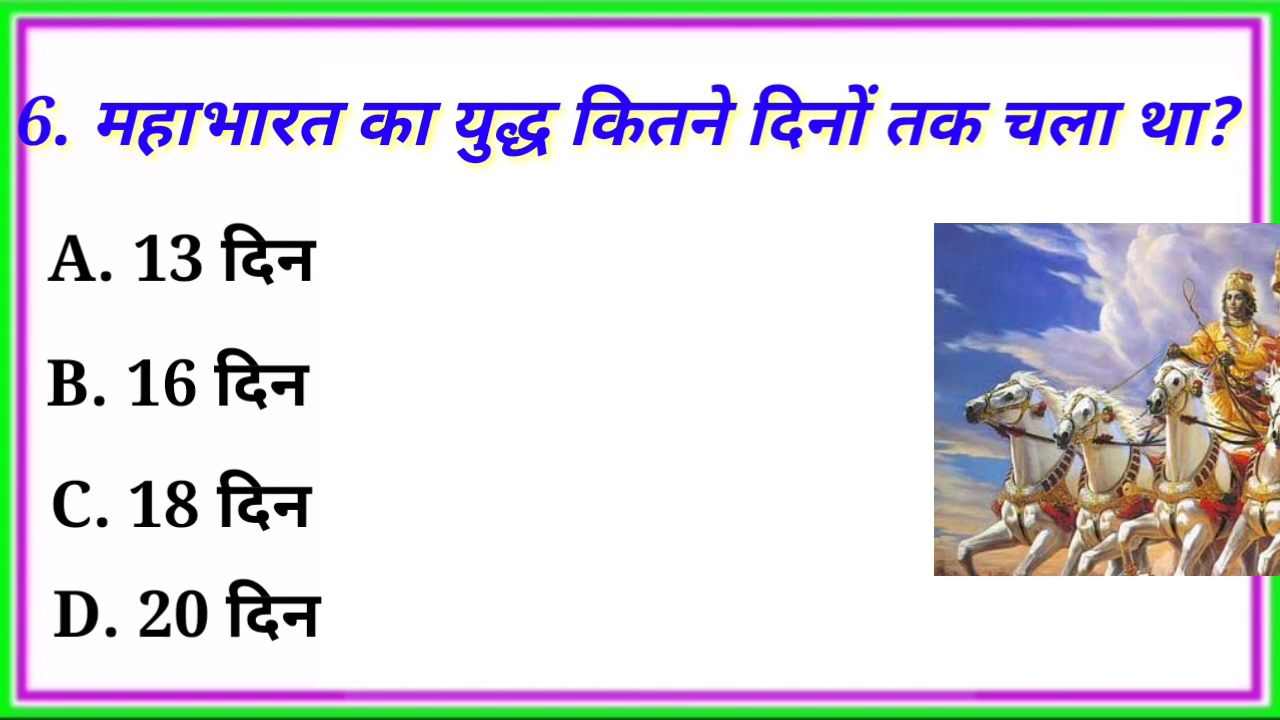 6. महाभारत का युद्ध कितने दिनों तक चला था?
A. 13 दिन
B. 16 दिन
C. 18 दिन
D. 20 दिन